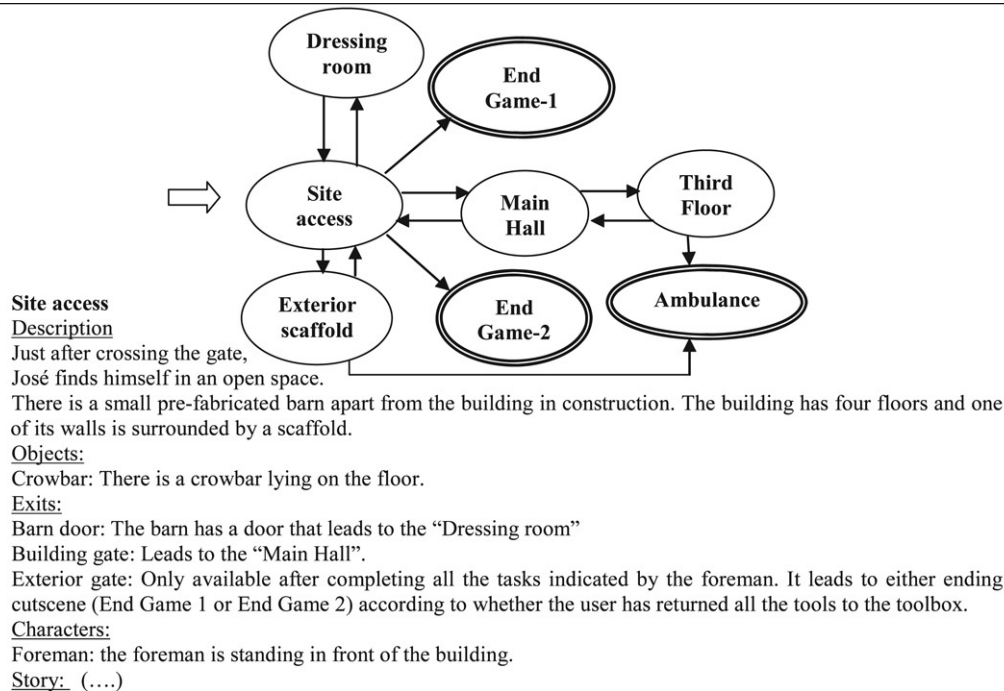 Dressing
room
End
Game-1
Site
access
Main
Hall
Third
Floor
Exterior
scaffold
End
Game-2
Ambulance
Site access
Description
Just after crossing the gate,
José finds himself in an open space.
There is a small pre-fabricated barn apart from the building in construction. The building has four floors and one
of its walls is surrounded by a scaffold.
Objects:
Crowbar: There is a crowbar lying on the floor.
Exits:
Barn door: The barn has a door that leads to the “Dressing room”
Building gate: Leads to the “Main Hall”.
Exterior gate: Only available after completing all the tasks indicated by the foreman. It leads to either ending
cutscene (End Game 1 or End Game 2) according to whether the user has returned all the tools to the toolbox.
Characters:
Foreman: the foreman is standing in front of the building.
Story: (….)